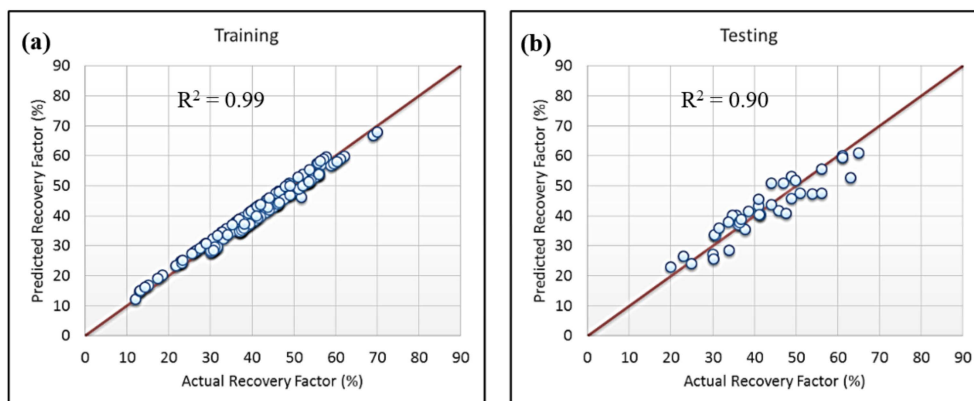 (a)
Training
R² = 0.99
Predicted Recovery Factor (%)
90
80
70
60
50
40
30
20
10
0
0 10 20 30 40 50 60 70 80 90
Actual Recovery Factor (%)
(b)
Testing
R² = 0.90
Predicted Recovery Factor (%)
90
80
70
60
50
40
30
20
10
0
0 10 20 30 40 50 60 70 80 90
Actual Recovery Factor (%)